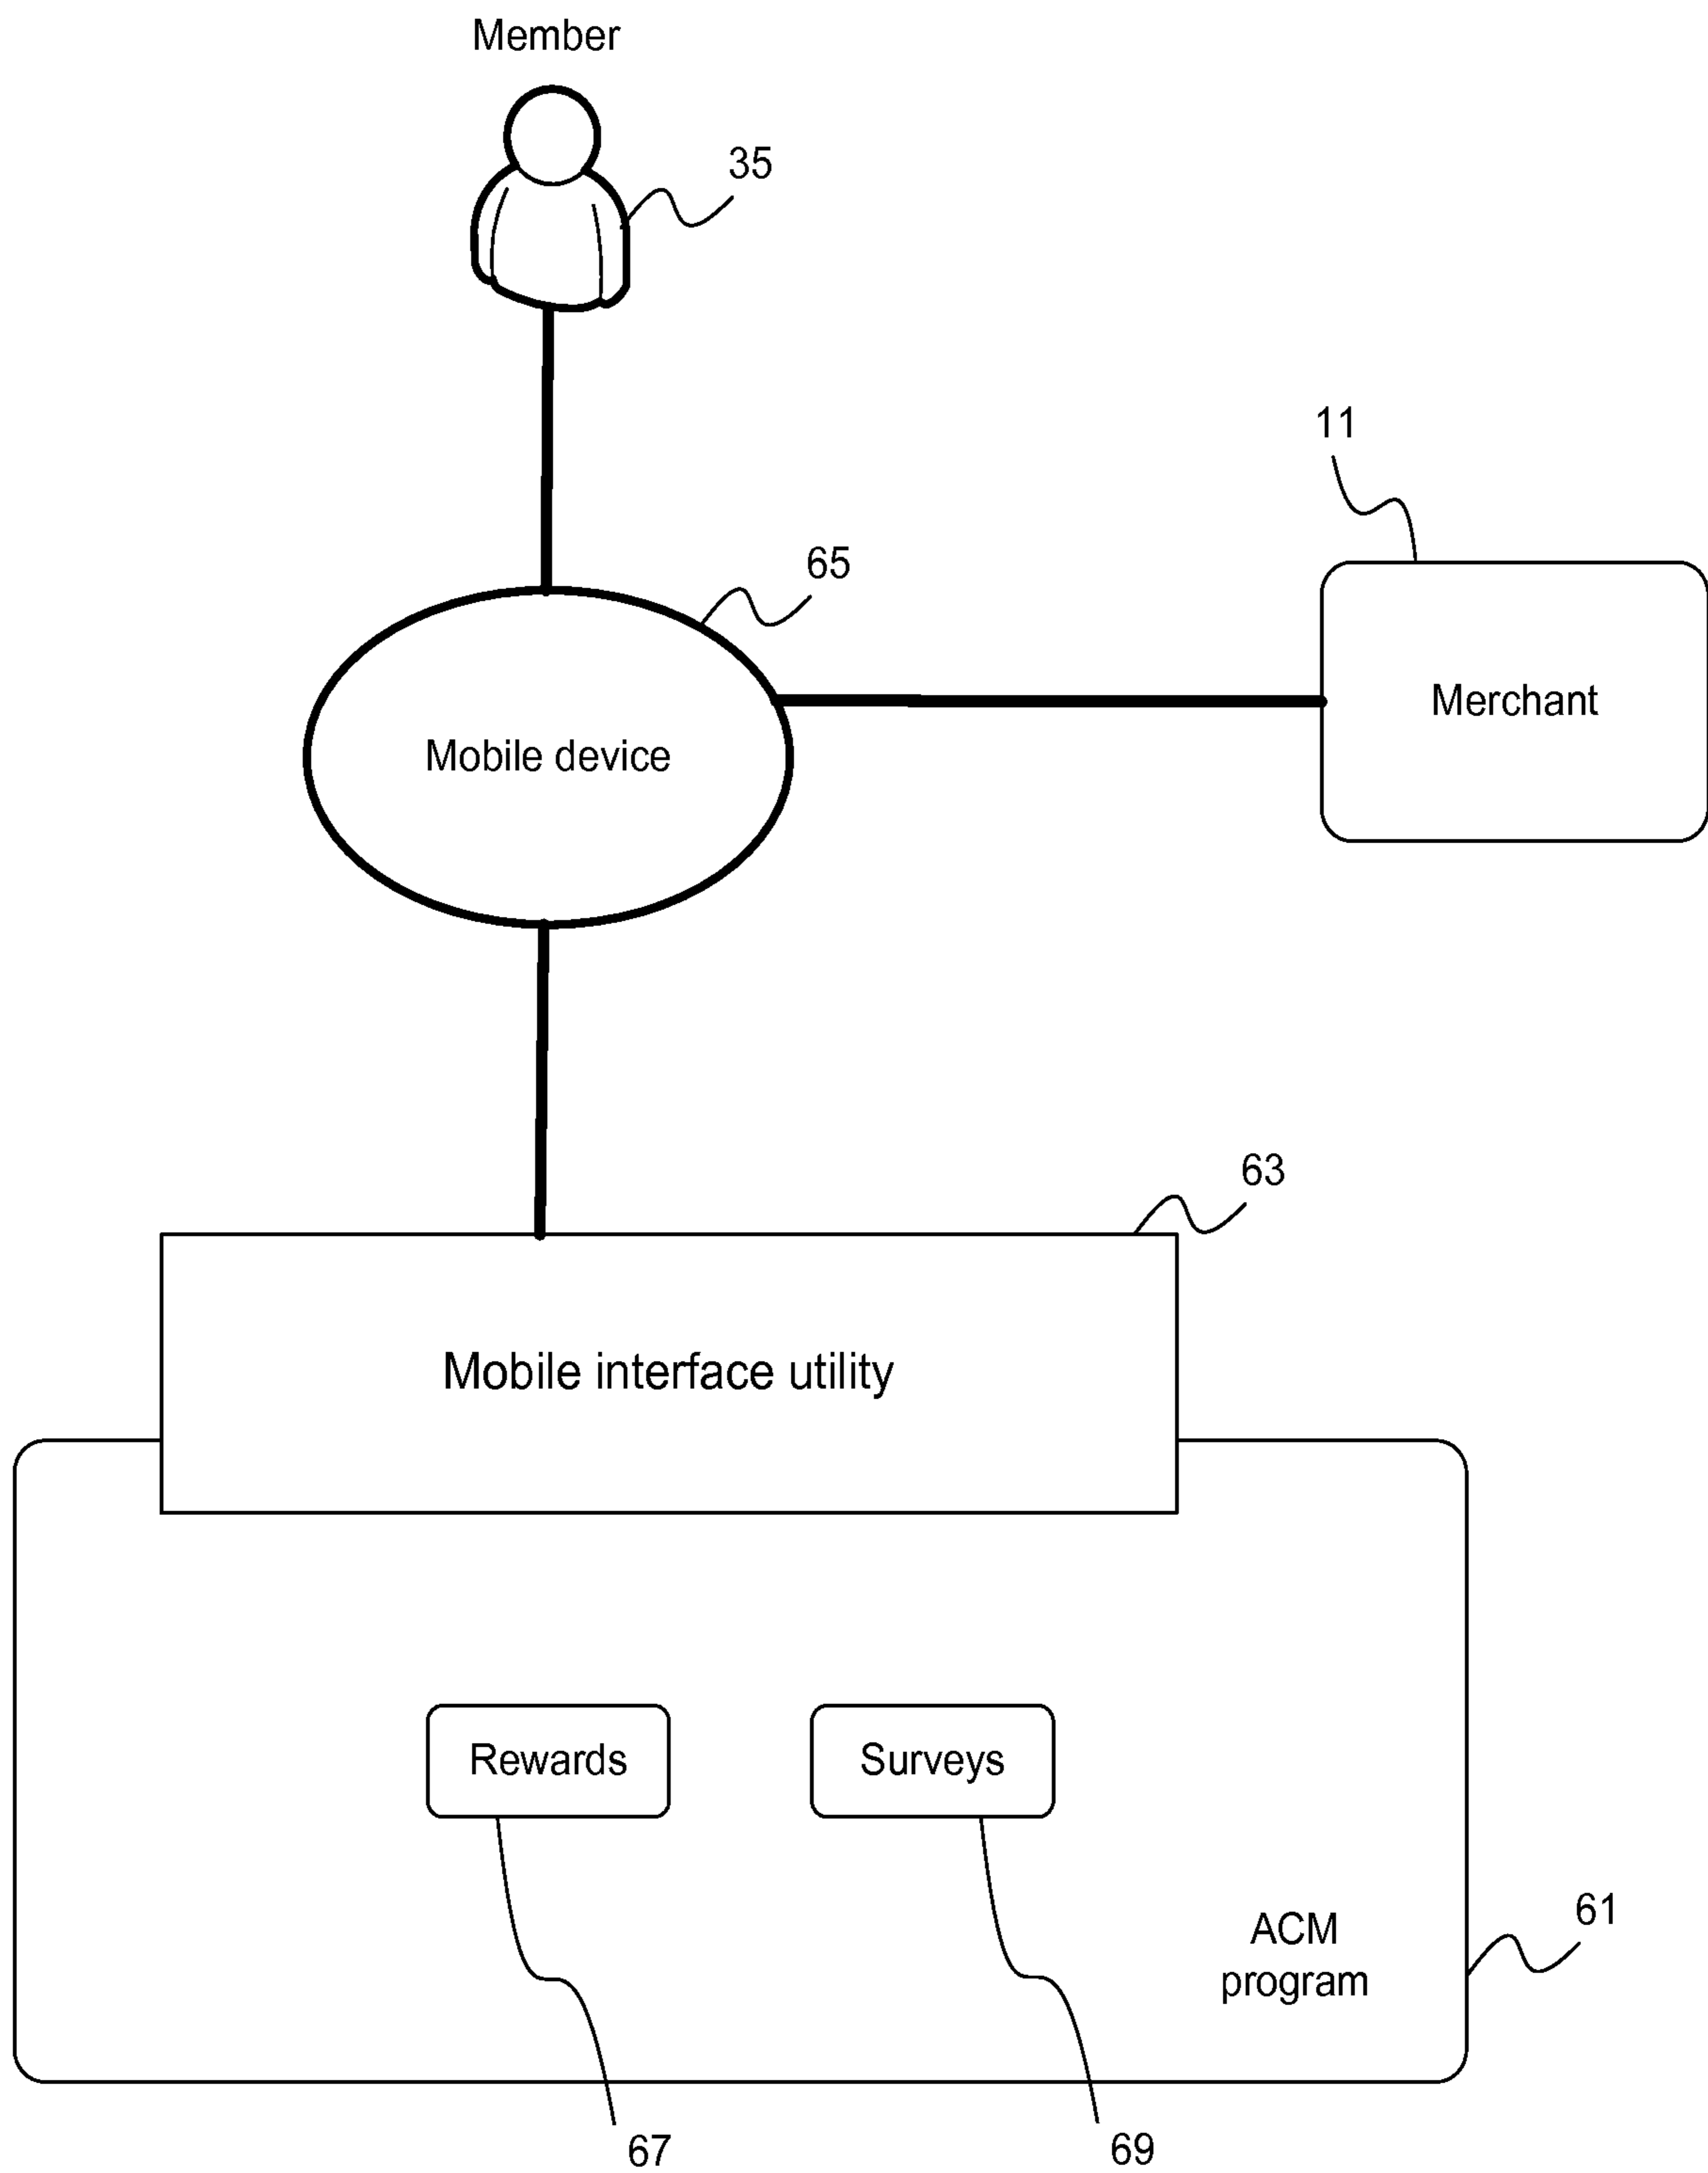 Member
35
11
65
Merchant
Mobile device
63
Mobile interface utility
Rewards
Surveys
61
ACM
program
67
69